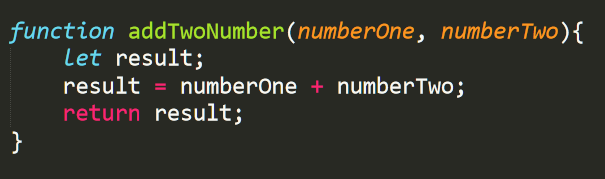 function addTwoNumber(numberOne, numberTwo){
    let result;
    result = numberOne + numberTwo;
    return result;
}